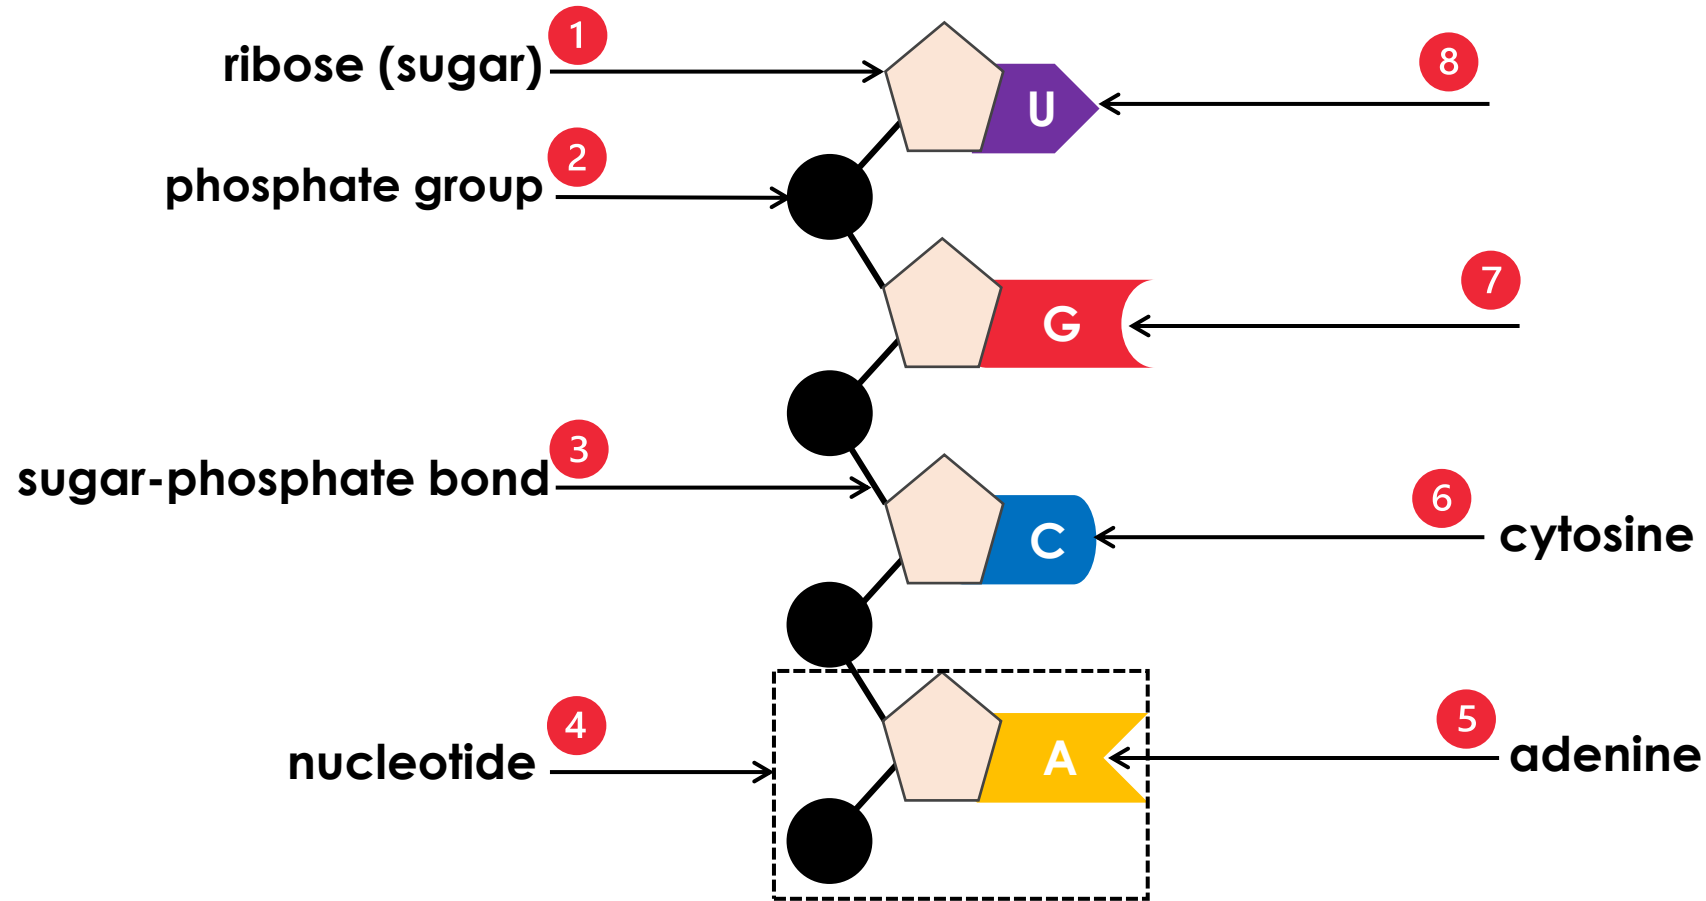 1
ribose (sugar)
U
8
2
phosphate group
7
G
3
sugar-phosphate bond
6
C
cytosine
4
nucleotide
5
A
adenine